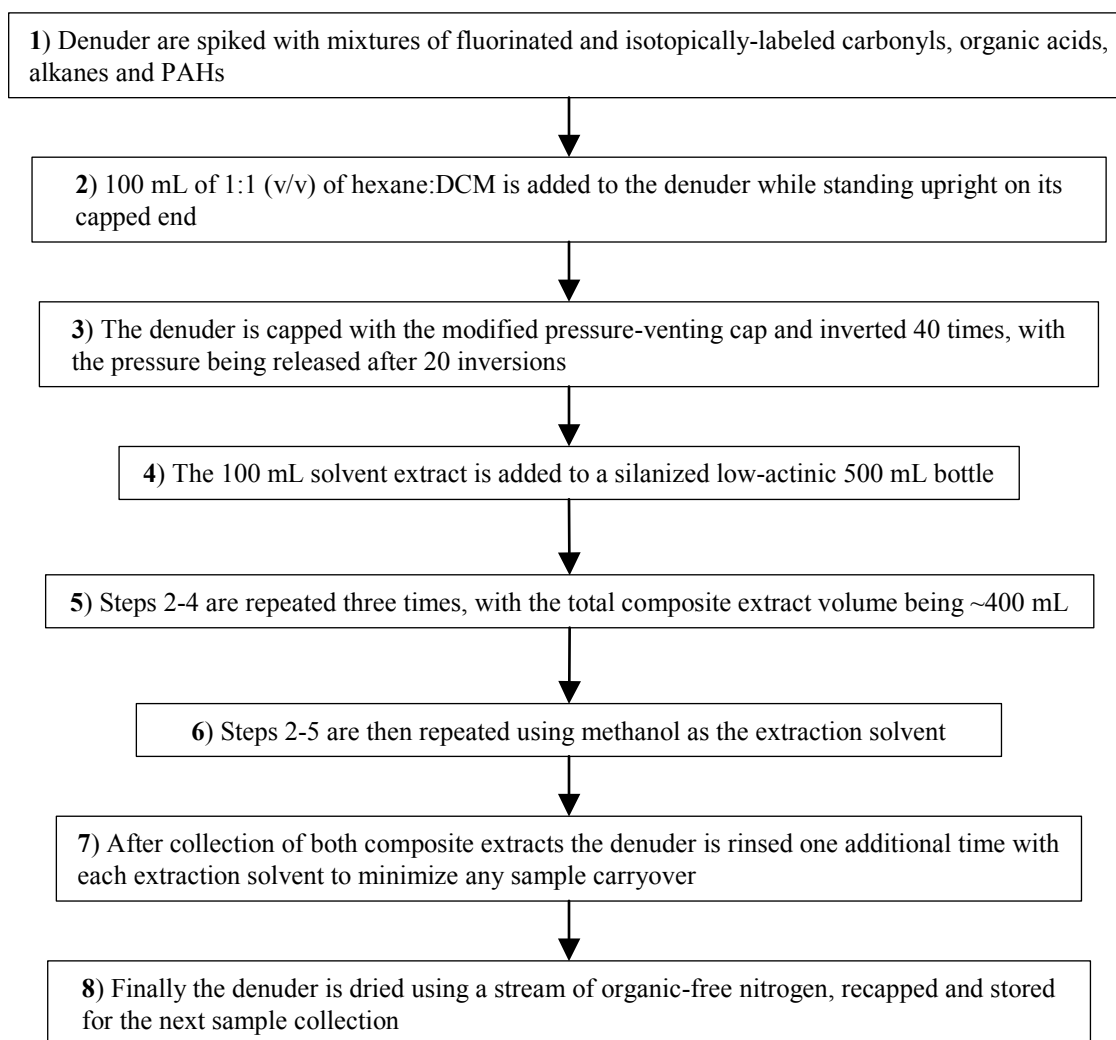 1) Denuder are spiked with mixtures of fluorinated and isotopically-labeled carbonyls, organic acids,
alkanes and PAHs
2) 100 mL of 1:1 (v/v) of hexane:DCM is added to the denuder while standing upright on its
capped end
3) The denuder is capped with the modified pressure-venting cap and inverted 40 times, with
the pressure being released after 20 inversions
4) The 100 mL solvent extract is added to a silanized low-actinic 500 mL bottle
5) Steps 2-4 are repeated three times, with the total composite extract volume being ~400 mL
6) Steps 2-5 are then repeated using methanol as the extraction solvent
7) After collection of both composite extracts the denuder is rinsed one additional time with
each extraction solvent to minimize any sample carryover
8) Finally the denuder is dried using a stream of organic-free nitrogen, recapped and stored
for the next sample collection